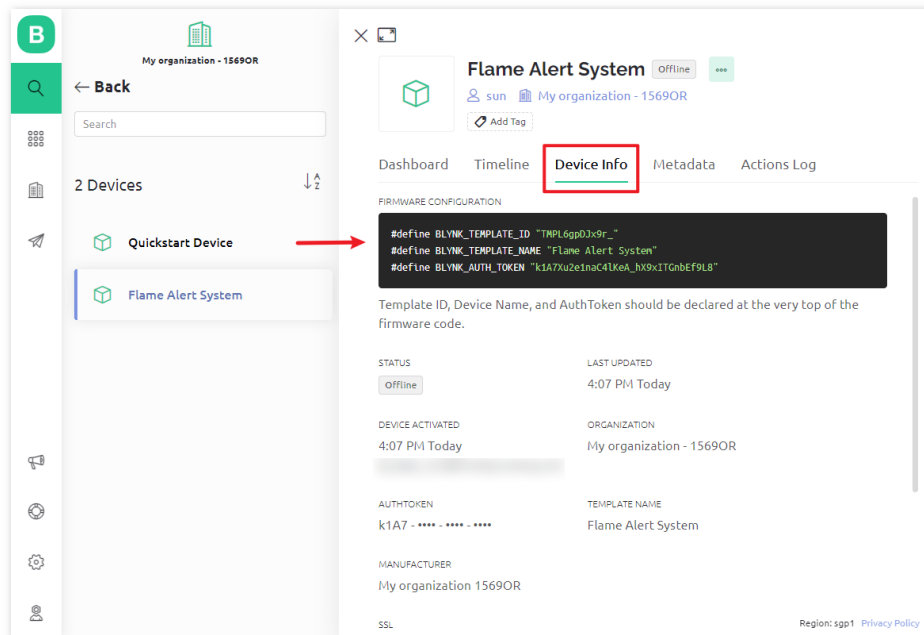 B
My organization - 1569OR
Back
Search
2 Devices
A
Z
Quickstart Device
Flame Alert System
Flame Alert System
Offline
sun
My organization - 1569OR
Add Tag
Dashboard
Timeline
Device Info
Metadata
Actions Log
FIRMWARE CONFIGURATION
#define BLYNK_TEMPLATE_ID "TMPL6gpDJx9r_"
#define BLYNK_TEMPLATE_NAME "Flame Alert System"
#define BLYNK_AUTH_TOKEN "k1A7Xu2e1naC4lKeA_hX9xITGnbEf9L8"
Template ID, Device Name, and AuthToken should be declared at the very top of the
firmware code.
STATUS
Offline
LAST UPDATED
4:07 PM Today
DEVICE ACTIVATED
4:07 PM Today
ORGANIZATION
My organization - 1569OR
AUTHTOKEN
k1A7 - •••• - •••• - ••••
TEMPLATE NAME
Flame Alert System
MANUFACTURER
My organization 1569OR
SSL
Region: sgp1 Privacy Policy